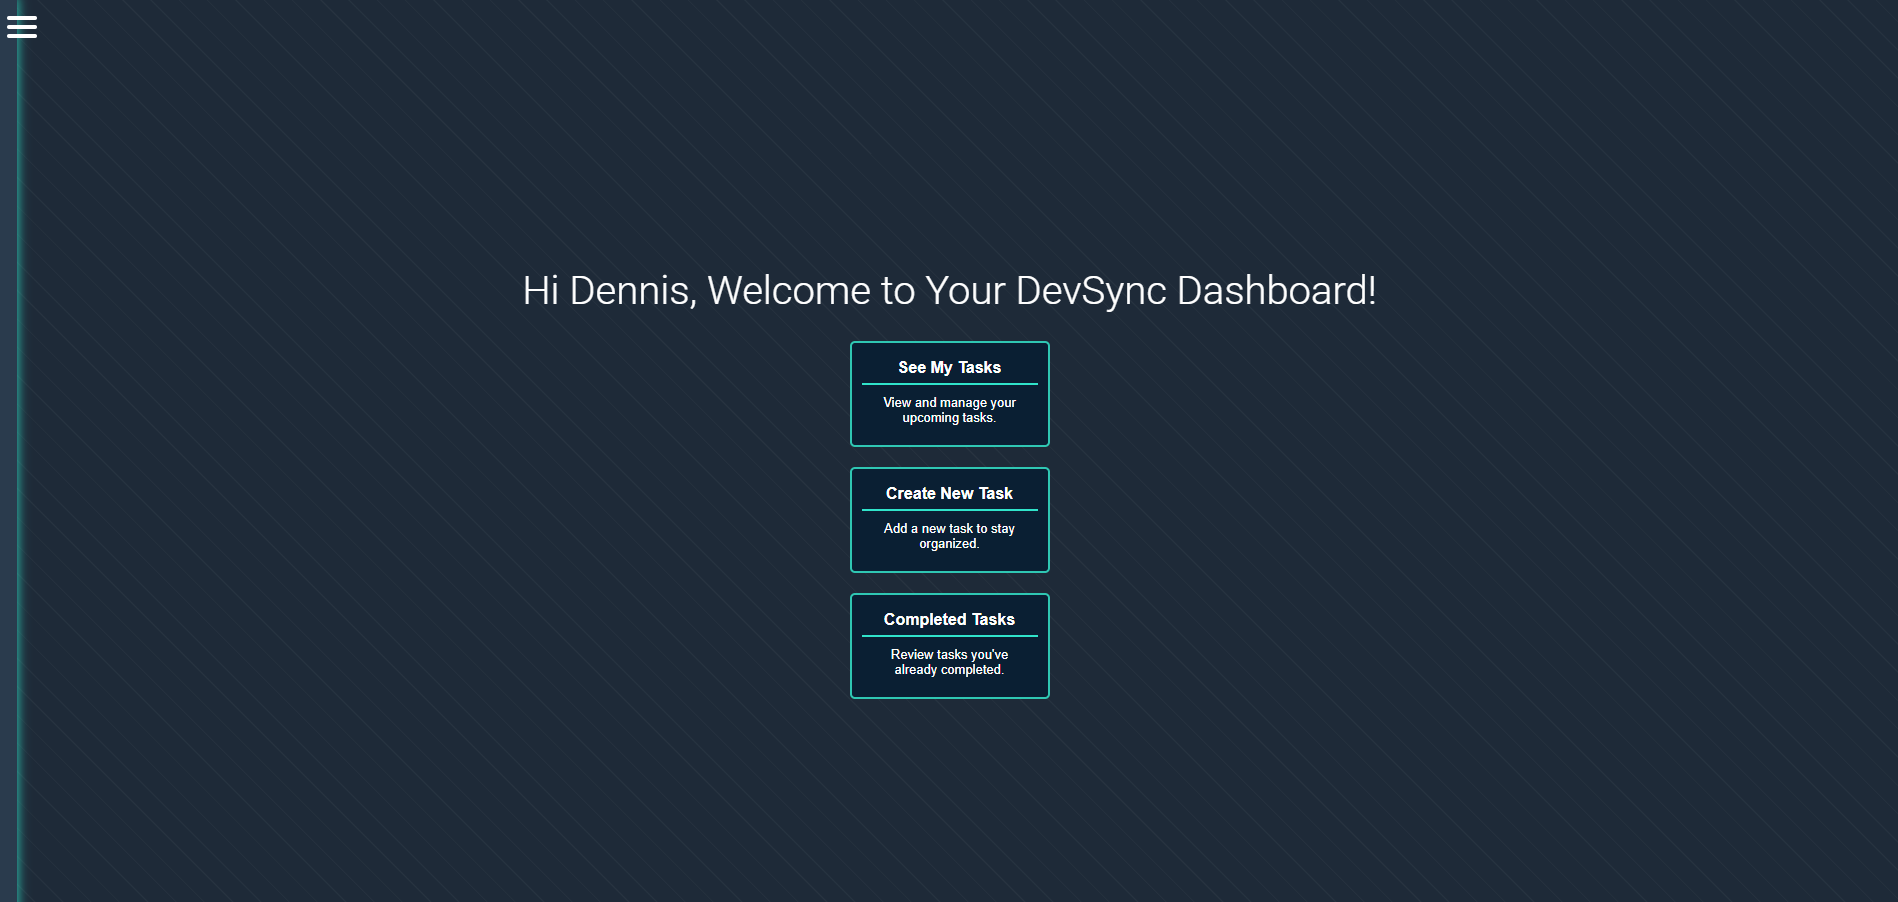 Hi Dennis, Welcome to Your DevSync Dashboard!
See My Tasks
View and manage your
upcoming tasks.
Create New Task
Add a new task to stay
organized.
Completed Tasks
Review tasks you've
already completed.